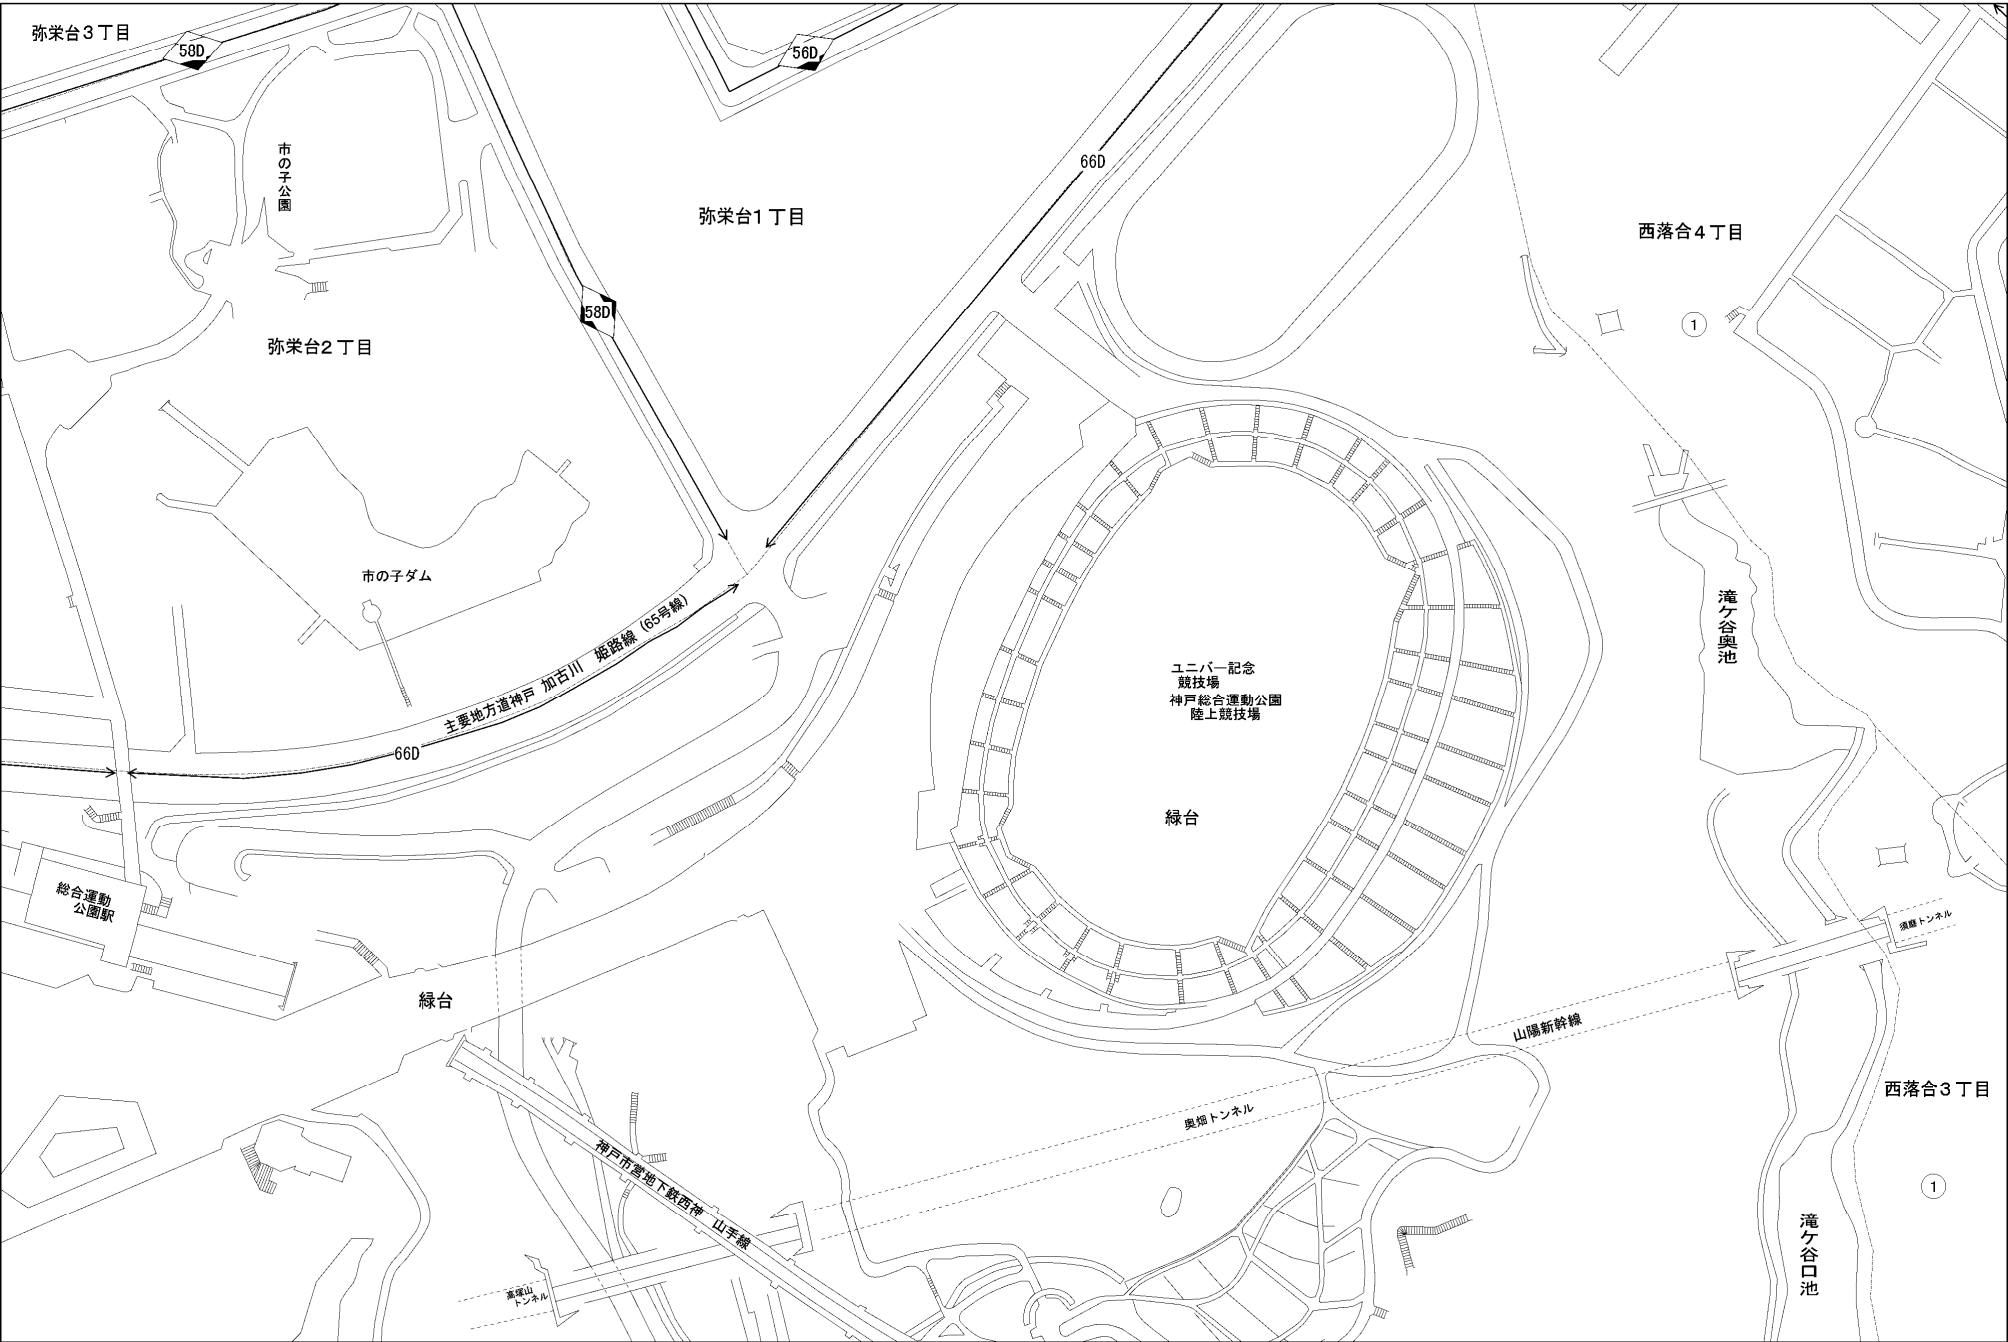 弥栄台3丁目
58D
56D
市の子公園
66D
弥栄台1丁目
西落合4丁目
58D
1
弥栄台2丁目
市の子ダム
主要地方道神戸 加古川 姫路線 (65号線)
66D
滝ケ谷奥池
ユニバー記念
競技場
神戸総合運動公園
陸上競技場
緑台
総合運動
公園駅
須磨トンネル
緑台
山陽新幹線
奥畑トンネル
西落合3丁目
神戸市営地下鉄西神 山手線
1
滝ケ谷口池
高塚山
トンネル